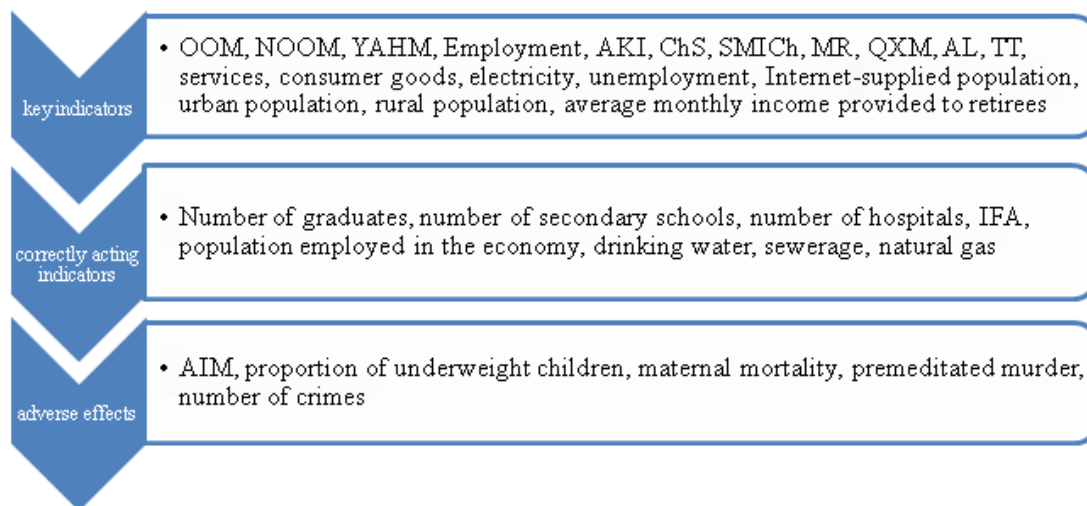 key indicators
• OOM, NOOM, YAHM, Employment, AKI, ChS, SMICh, MR, QXM, AL, TT,
services, consumer goods, electricity, unemployment, Internet-supplied population,
urban population, rural population, average monthly income provided to retirees
correctly acting
indicators
• Number of graduates, number of secondary schools, number of hospitals, IFA,
population employed in the economy, drinking water, sewerage, natural gas
adverse effects
• AIM, proportion of underweight children, maternal mortality, premeditated murder,
number of crimes